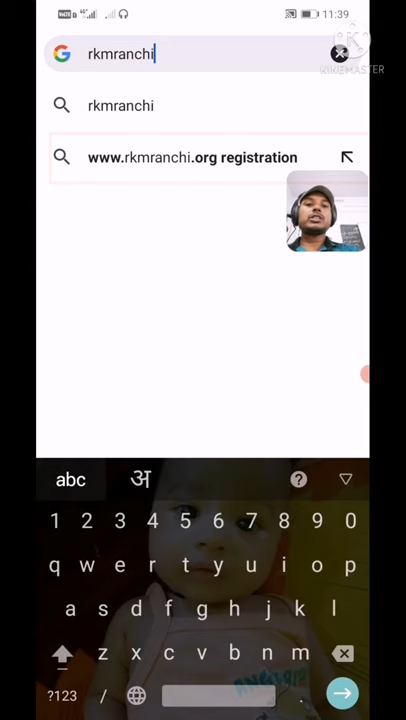 11:39
rkmranchi
KINEMASTER
rkmranchi
www.rkmranchi.org registration
abc अ ?
1 2 3 4 5 6 7 8 9 0
q w e r t y u i o p
a s d f g h j k l
z x c v b n m
?123 / .